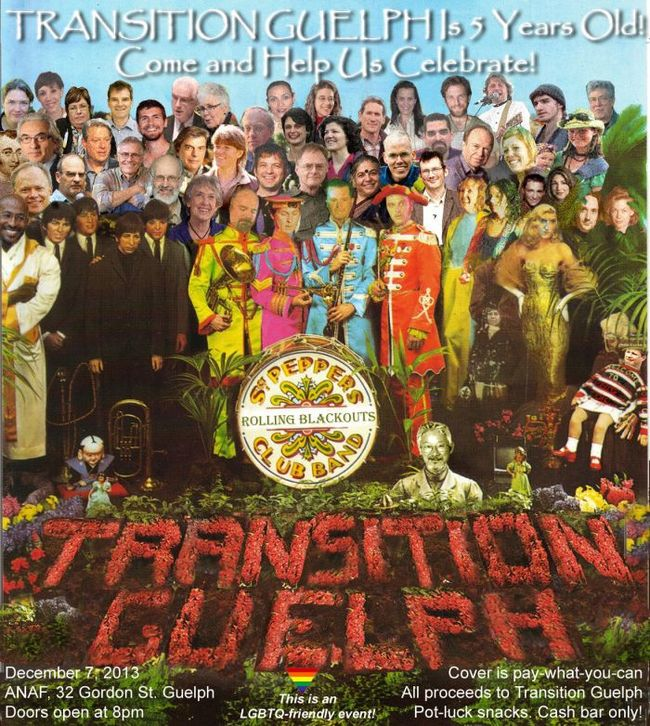 TRANSITION GUELPH Is 5 Years Old!
Come and Help Us Celebrate!
Sgt PEPPERS
ROLLING BLACKOUTS
CLUB BAND
TRANSITION
GUELPH
December 7, 2013
ANAF, 32 Gordon St. Guelph
Doors open at 8pm
This is an
LGBTQ-friendly event!
Cover is pay-what-you-can
All proceeds to Transition Guelph
Pot-luck snacks. Cash bar only!